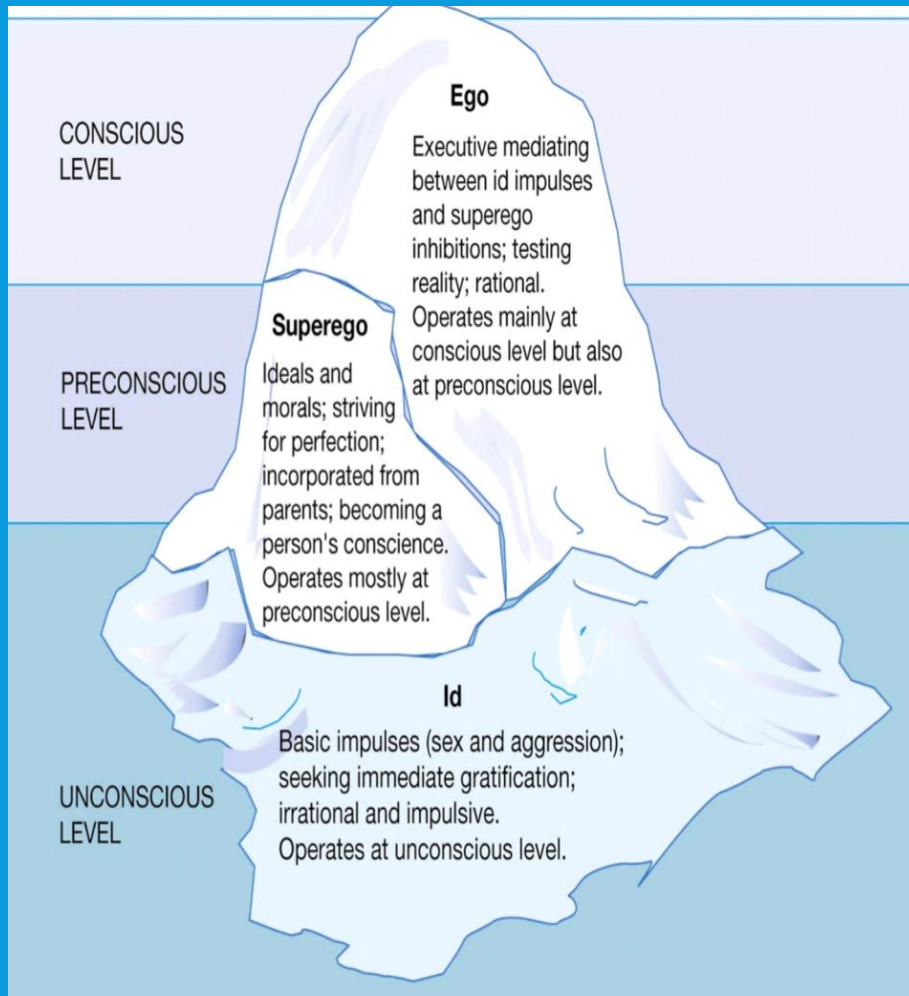 CONSCIOUS
LEVEL
Ego
Executive mediating
between id impulses
and superego
inhibitions; testing
reality; rational.
Operates mainly at
conscious level but also
at preconscious level.
PRECONSCIOUS
LEVEL
Superego
Ideals and
morals; striving
for perfection;
incorporated from
parents; becoming a
person's conscience.
Operates mostly at
preconscious level.
UNCONSCIOUS
LEVEL
Id
Basic impulses (sex and aggression);
seeking immediate gratification;
irrational and impulsive.
Operates at unconscious level.